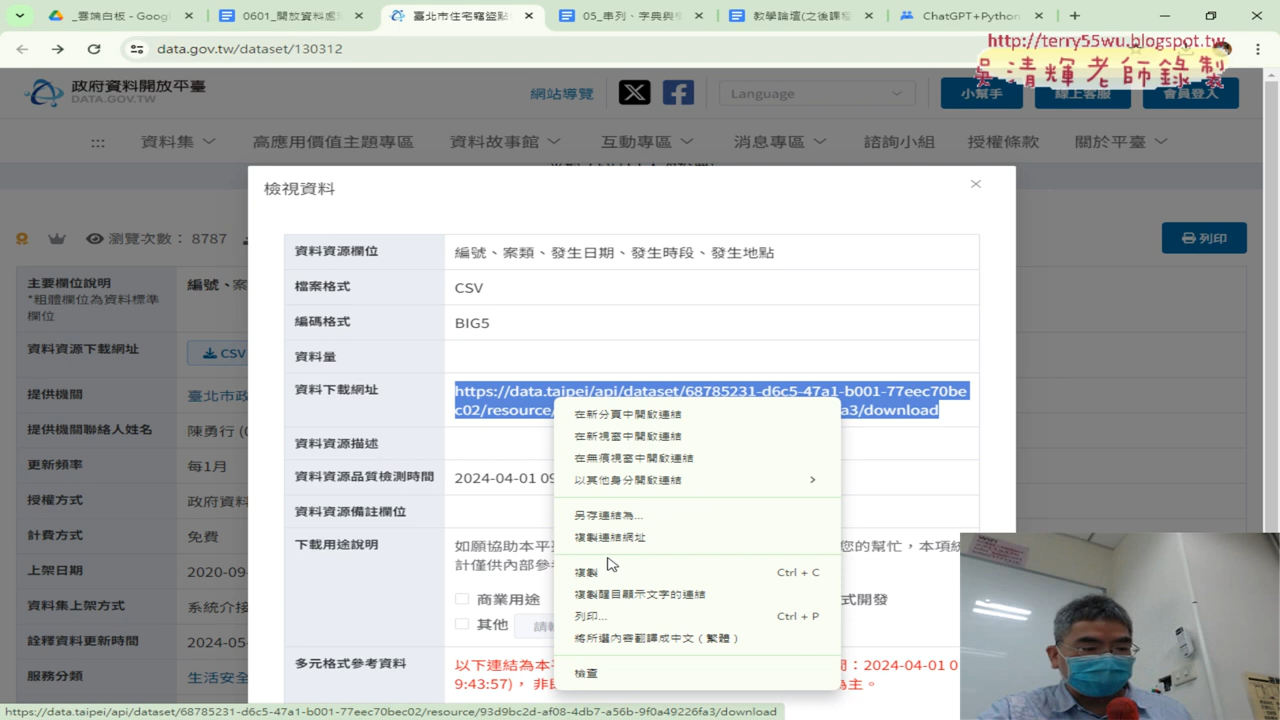 _雲端白板 - Goog
0601_開放資料處
臺北市住宅竊盜點
05_串列、字典與
教學論壇(之後課
ChatGPT+Python
data.gov.tw/dataset/130312
http://terry55wu.blogspot.tw
吳清輝老師錄製
政府資料開放平臺
DATA.GOV.TW
網站導覽
Language
小幫手
線上客服
會員登入
資料集
高應用價值主題專區
資料故事館
互動專區
消息專區
諮詢小組
授權條款
關於平臺
檢視資料
瀏覽次數： 8787
列印
主要欄位說明
*粗體欄位為資料標準
欄位
編號、案
資料資源下載網址
CSV
提供機關
臺北市政
提供機關聯絡人姓名
陳勇行 (0
更新頻率
每1月
授權方式
政府資料
計費方式
免費
上架日期
2020-09-
資料集上架方式
系統介接
詮釋資料更新時間
2024-05-
服務分類
生活安全
資料資源欄位
編號、案類、發生日期、發生時段、發生地點
檔案格式
CSV
編碼格式
BIG5
資料量
資料下載網址
https://data.taipei/api/dataset/68785231-d6c5-47a1-b001-77eec70be
c02/resource/
a3/download
資料資源描述
資料資源品質檢測時間
2024-04-01 09
資料資源備註欄位
下載用途說明
如願協助本平
您的幫忙，本項統
計僅供內部參
商業用途
式開發
其他
請輸
多元格式參考資料
以下連結為本平
間：2024-04-01 0
9:43:57)， 非即
為主。
在新分頁中開啟連結
在新視窗中開啟連結
在無痕視窗中開啟連結
以其他身分開啟連結
另存連結為...
複製連結網址
複製
Ctrl + C
複製醒目顯示文字的連結
列印...
Ctrl + P
將所選內容翻譯成中文（繁體）
檢查
https://data.taipei/api/dataset/68785231-d6c5-47a1-b001-77eec70bec02/resource/93d9bc2d-af08-4db7-a56b-9f0a49226fa3/download